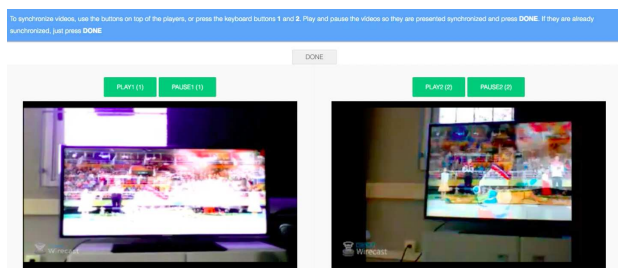 To synchronize videos, use the buttons on top of the players, or press the keyboard buttons 1 and 2. Play and pause the videos so they are presented synchronized and press DONE. If they are already
sunchronized, just press DONE
DONE
PLAY1 (1) PAUSE1 (1) PLAY2 (2) PAUSE2 (2)
Wirecast
Wirecast